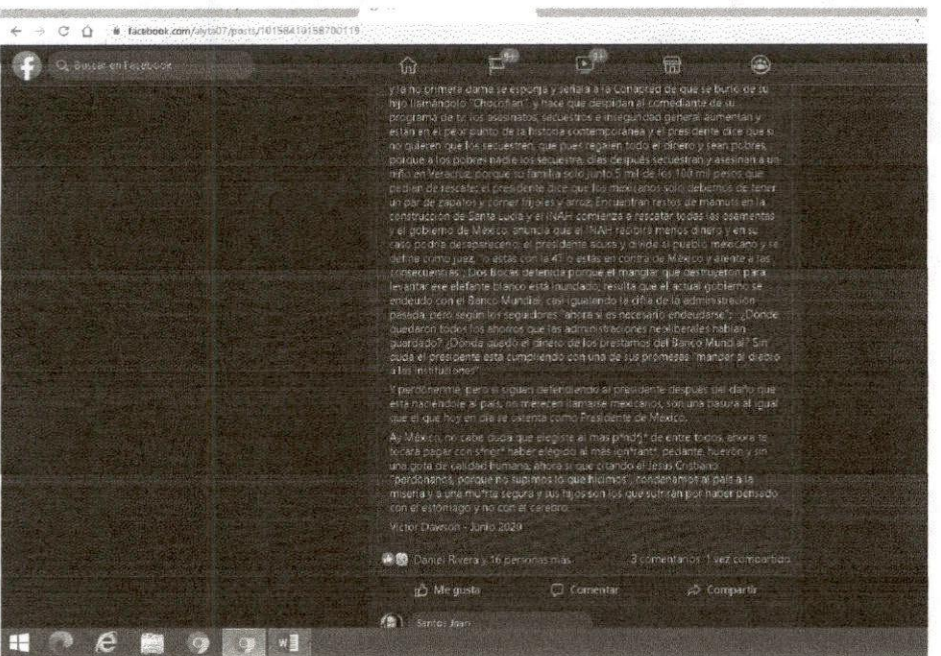 facebook.com/alyta07/posts/10158410158700119
Buscar en Facebook
y la no primera dama se esponja y señala a la Conapred de que se burló de su
hijo llamándolo "Chocoflan" y hace que despidan al comediante de su
programa de tv; los asesinatos, secuestros e inseguridad general aumentan y
están en el peor punto de la historia contemporánea y el presidente dice que si
no quieren que los secuestren, que pues regalen todo el dinero y sean pobres,
porque a los pobres nadie los secuestra, días después secuestran y asesinan a un
niño en Veracruz, porque su familia solo juntó 5 mil de los 100 mil pesos que
pedían de rescate; el presidente dice que los mexicanos solo debemos de tener
un par de zapatos y comer frijoles y arroz; Encuentran restos de mamuts en la
construcción de Santa Lucía y el INAH comienza a rescatar todas las osamentas
y el gobierno de México, anuncia que el INAH recibirá menos dinero y en su
caso podría desaparecerlo; el presidente acusa y divide al pueblo mexicano y se
define como juez, "o estás con la 4T o estás en contra de México y atente a las
consecuencias"; Dos Bocas detenida porque el manglar que destruyeron para
levantar ese elefante blanco está inundado; resulta que el actual gobierno se
endeudó con el Banco Mundial, casi igualando la cifra de la administración
pasada, pero según los seguidores "ahora si es necesario endeudarse"; ¿Dónde
quedaron todos los ahorros que las administraciones neoliberales habían
guardado? ¿Dónde quedó el dinero de los prestamos del Banco Mundial? Sin
duda el presidente está cumpliendo con una de sus promesas "mandar al diablo
a las instituciones"
Y perdónenme, pero si siguen defendiendo al presidente después del daño que
está haciéndole al país, no merecen llamarse mexicanos, son una basura al igual
que el que hoy en día se ostenta como Presidente de México.
Ay México, no cabe duda que elegiste al más p*nd*j* de entre todos, ahora te
tocará pagar con s*ngr* haber elegido al más ign*rant*, pedante, huevón y sin
una gota de calidad humana, ahora si que citando al Jesús Cristiano
"perdónanos, porque no supimos lo que hicimos", condenamos al país a la
miseria y a una mu*rte segura y sus hijos son los que sufrirán por haber pensado
con el estómago y no con el cerebro.
Victor Dawson - Junio 2020
Daniel Rivera y 16 personas más
3 comentarios 1 vez compartido
Me gusta
Comentar
Compartir
Santos Jean